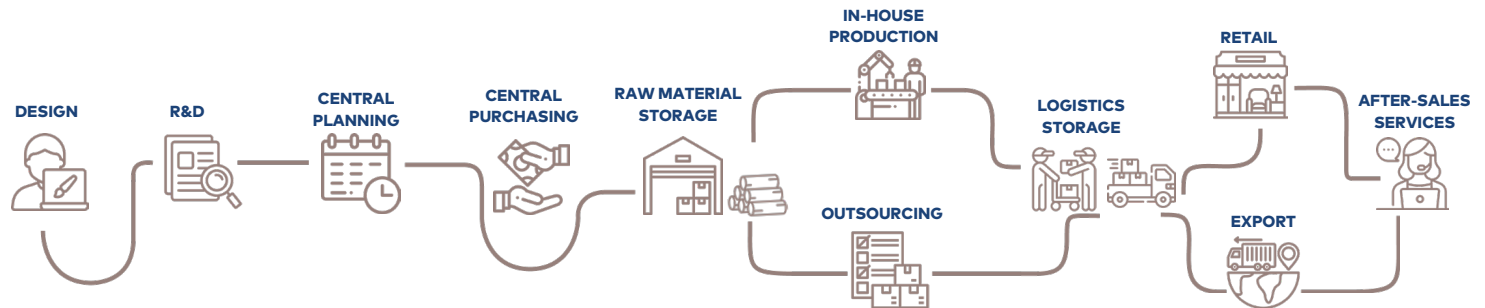 DESIGN
R&D
CENTRAL
PLANNING
CENTRAL
PURCHASING
RAW MATERIAL
STORAGE
IN-HOUSE
PRODUCTION
OUTSOURCING
LOGISTICS
STORAGE
RETAIL
EXPORT
AFTER-SALES
SERVICES